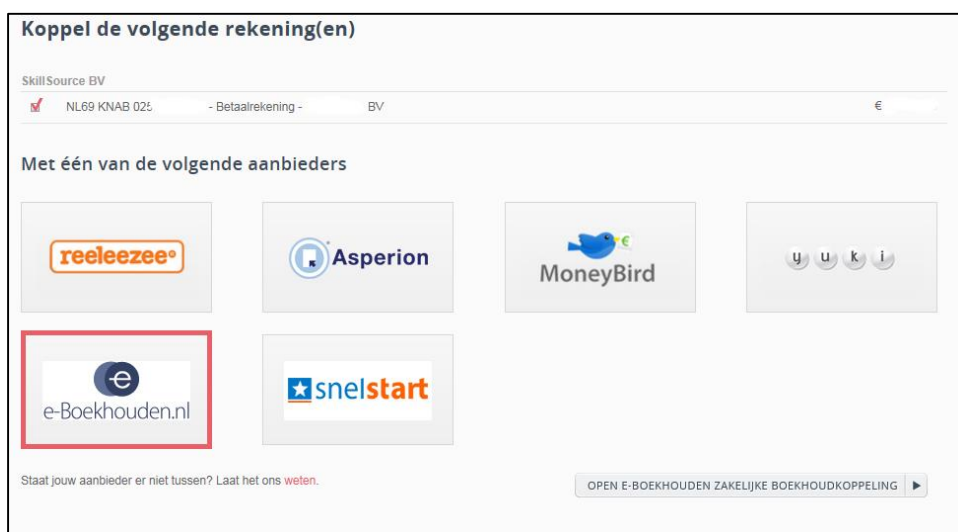 Koppel de volgende rekening(en)
SkillSource BV
NL69 KNAB 025 - Betaalrekening - BV €
Met één van de volgende aanbieders
reeleezee
Asperion
€
MoneyBird
yuki
e
e-Boekhouden.nl
snelstart
Staat jouw aanbieder er niet tussen? Laat het ons weten.
OPEN E-BOEKHOUDEN ZAKELIJKE BOEKHOUDKOPPELING